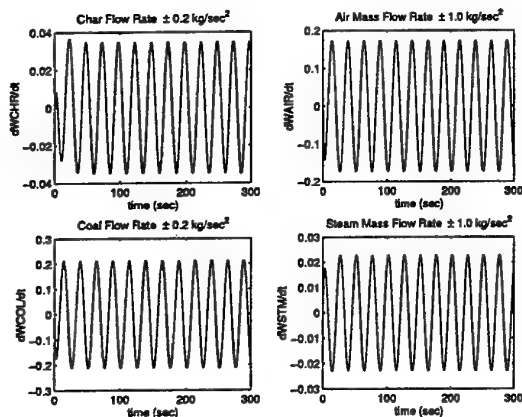 Char Flow Rate ± 0.2 kg/sec²
0.04
0.02
0
−0.02
−0.04
dWCHR/dt
0 100 200 300
time (sec)
Air Mass Flow Rate ± 1.0 kg/sec²
0.2
0.1
0
−0.1
−0.2
dWAIR/dt
0 100 200 300
time (sec)
Coal Flow Rate ± 0.2 kg/sec²
0.3
0.2
0.1
0
−0.1
−0.2
−0.3
dWCOL/dt
0 100 200 300
time (sec)
Steam Mass Flow Rate ± 1.0 kg/sec²
0.03
0.02
0.01
0
−0.01
−0.02
−0.03
dWSTM/dt
0 100 200 300
time (sec)